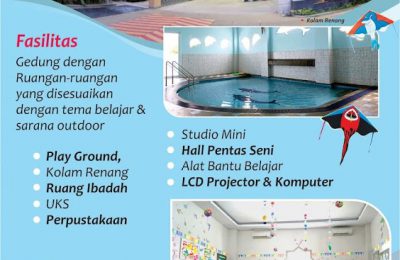 Kolam Renang
Fasilitas
Gedung dengan
Ruangan-ruangan
yang disesuaikan
dengan tema belajar &
sarana outdoor
• Play Ground,
• Kolam Renang
• Ruang Ibadah
• UKS
• Perpustakaan
• Studio Mini
• Hall Pentas Seni
• Alat Bantu Belajar
• LCD Projector & Komputer